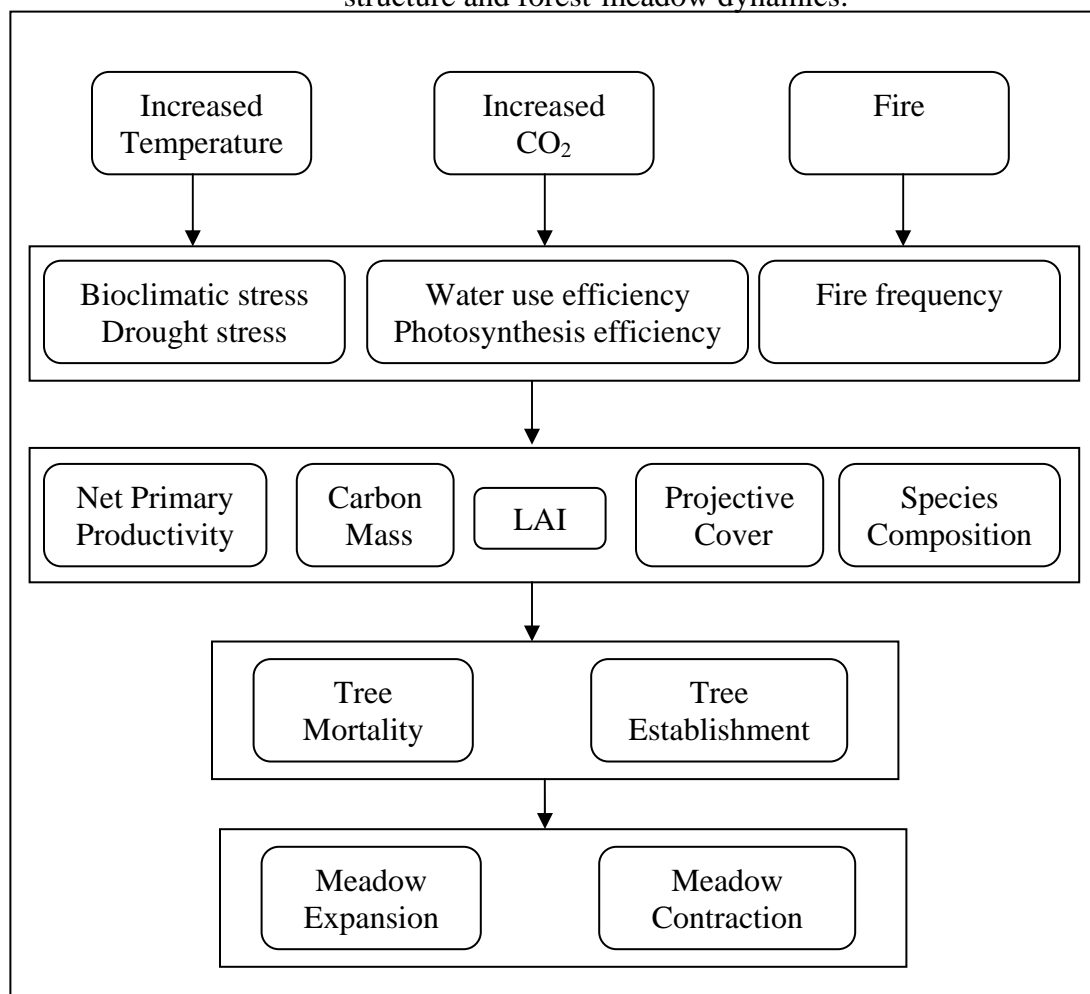 structure and forest-meadow dynamics.
Increased
Temperature
Increased
CO₂
Fire
Bioclimatic stress
Drought stress
Water use efficiency
Photosynthesis efficiency
Fire frequency
Net Primary
Productivity
Carbon
Mass
LAI
Projective
Cover
Species
Composition
Tree
Mortality
Tree
Establishment
Meadow
Expansion
Meadow
Contraction